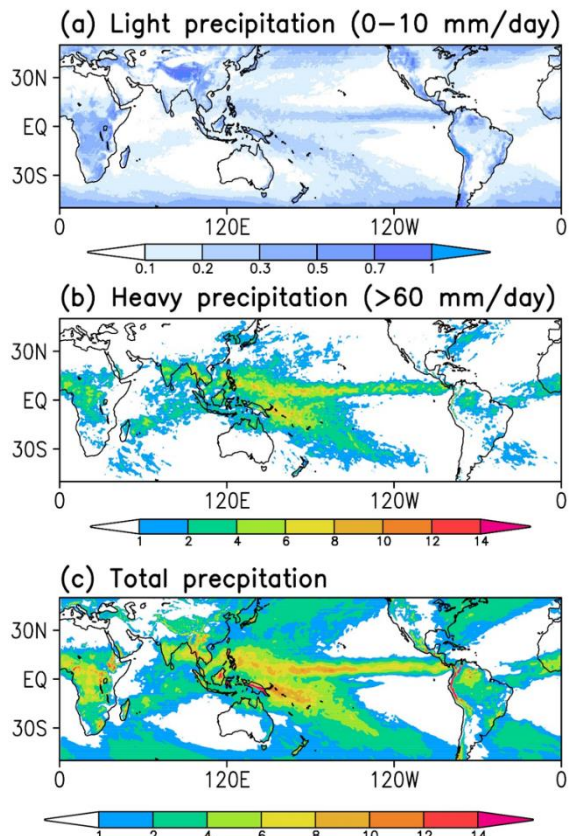 (a) Light precipitation (0−10 mm/day)
30N
EQ
30S
0 120E 120W 0
0.1 0.2 0.3 0.5 0.7 1
(b) Heavy precipitation (>60 mm/day)
30N
EQ
30S
0 120E 120W 0
1 2 4 6 8 10 12 14
(c) Total precpitation
30N
EQ
30S
0 120E 120W 0
1 2 4 6 8 10 12 14